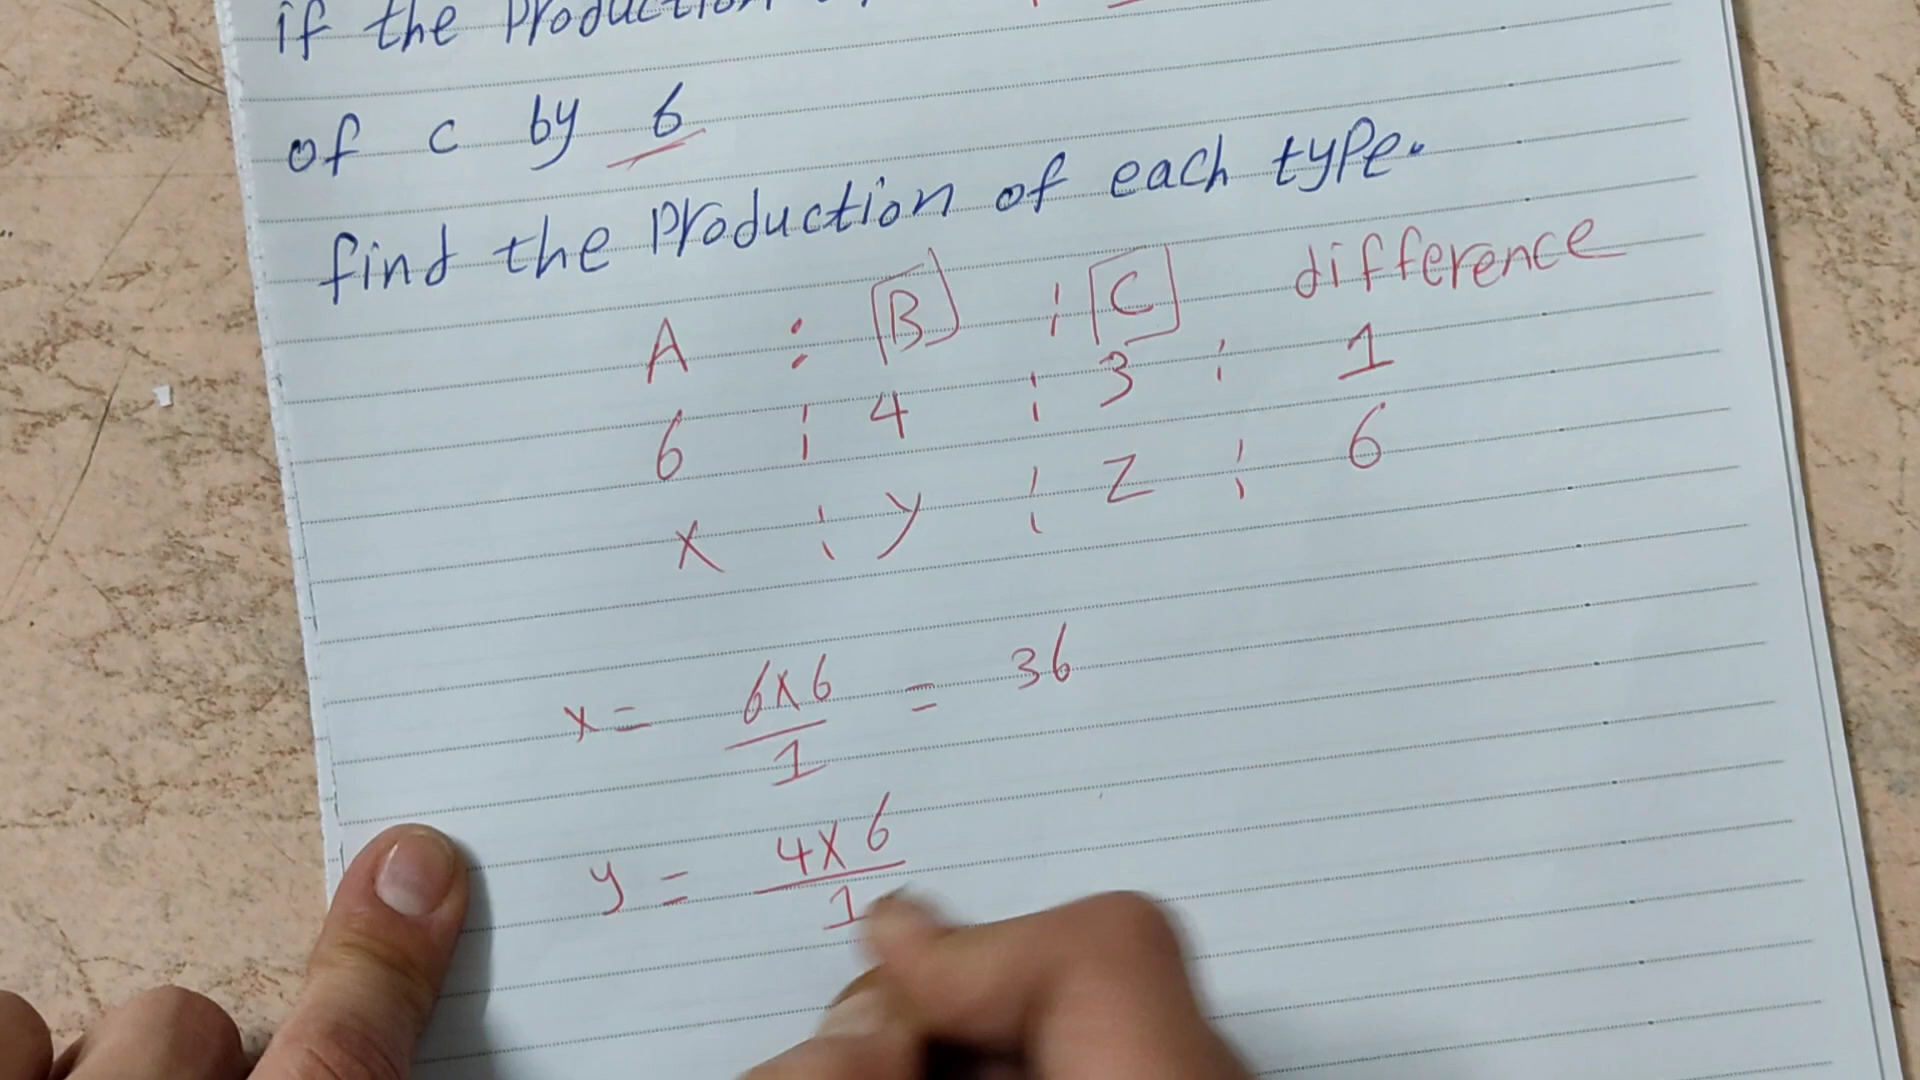 if the production
of c by 6
find the production of each type.
A : B : C difference
6 : 4 : 3 : 1
x : y : z : 6
x = 6x6/1 = 36
y = 4x6/1